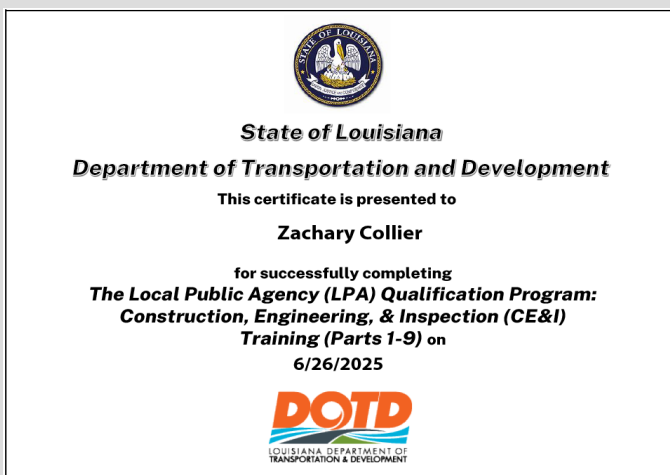 STATE OF LOUISIANA
State of Louisiana
Department of Transportation and Development
This certificate is presented to
Zachary Collier
for successfully completing
The Local Public Agency (LPA) Qualification Program:
Construction, Engineering, & Inspection (CE&I)
Training (Parts 1-9) on
6/26/2025
DOTD
LOUISIANA DEPARTMENT OF
TRANSPORTATION & DEVELOPMENT